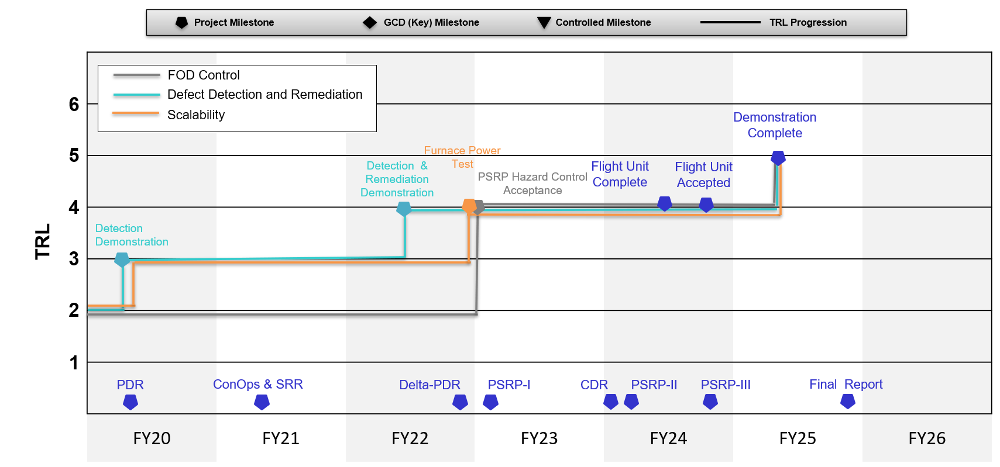 Project Milestone
GCD (Key) Milestone
Controlled Milestone
TRL Progression
FOD Control
Defect Detection and Remediation
Scalability
6
5
4
3
2
1
TRL
Demonstration
Complete
Furnace Power
Test
Detection &
Remediation
Demonstration
PSRP Hazard Control
Acceptance
Flight Unit
Complete
Flight Unit
Accepted
Detection
Demonstration
PDR
ConOps & SRR
Delta-PDR
PSRP-I
CDR
PSRP-II
PSRP-III
Final Report
FY20
FY21
FY22
FY23
FY24
FY25
FY26